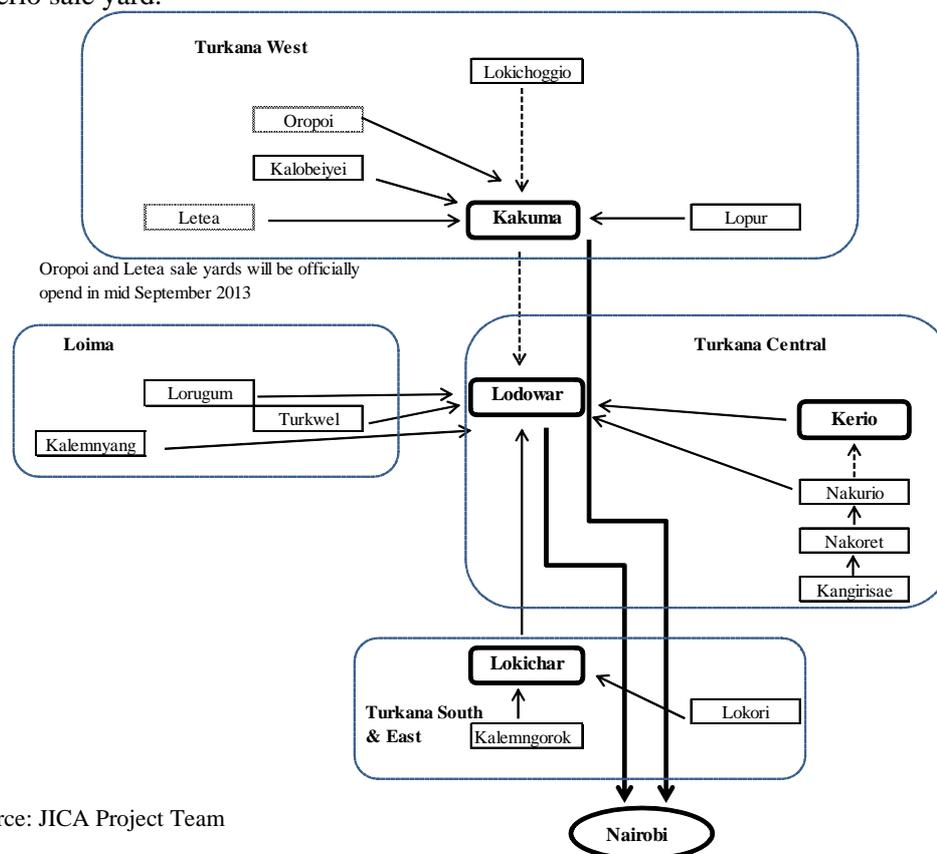 erio sale yard.
Turkana West
Lokichoggio
Oropoi
Kalobeiyei
Letea
Kakuma
Lopur
Oropoi and Letea sale yards will be officially
opend in mid September 2013
Loima
Turkana Central
Lorugum
Lodowar
Turkwel
Kerio
Kalemnyang
Nakurio
Nakoret
Kangirisae
Lokichar
Turkana South
& East
Lokori
Kalemngorok
rce: JICA Project Team
Nairobi